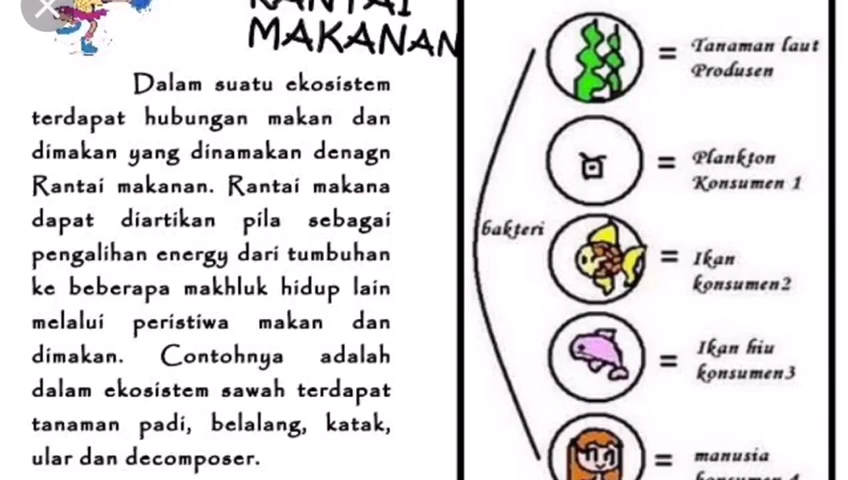 RANTAI
MAKANAN
Dalam suatu ekosistem
terdapat hubungan makan dan
dimakan yang dinamakan denagn
Rantai makanan. Rantai makana
dapat diartikan pila sebagai
pengalihan energy dari tumbuhan
ke beberapa makhluk hidup lain
melalui peristiwa makan dan
dimakan. Contohnya adalah
dalam ekosistem sawah terdapat
tanaman padi, belalang, katak,
ular dan decomposer.
bakteri
= Tanaman laut
Produsen
= Plankton
Konsumen 1
= Ikan
konsumen2
= Ikan hiu
konsumen3
= manusia
konsumen 4